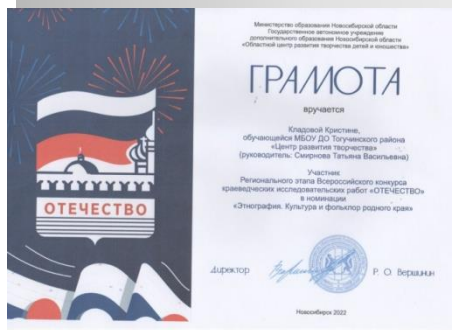 Министерство образования Новосибирской области
Государственное автономное учреждение
дополнительного образования Новосибирской области
«Областной центр развития творчества детей и юношества»
ГРАМОТА
вручается
Кладовой Кристине,
обучающейся МБОУ ДО Тогучинского района
«Центр развития творчества»
(руководитель: Смирнова Татьяна Васильевна)
Участник
Регионального этапа Всероссийского конкурса
краеведческих исследовательских работ «ОТЕЧЕСТВО»
в номинации
«Этнография. Культура и фольклор родного края»
ОТЕЧЕСТВО
Директор
Р. О. Вершинин
Новосибирск 2022